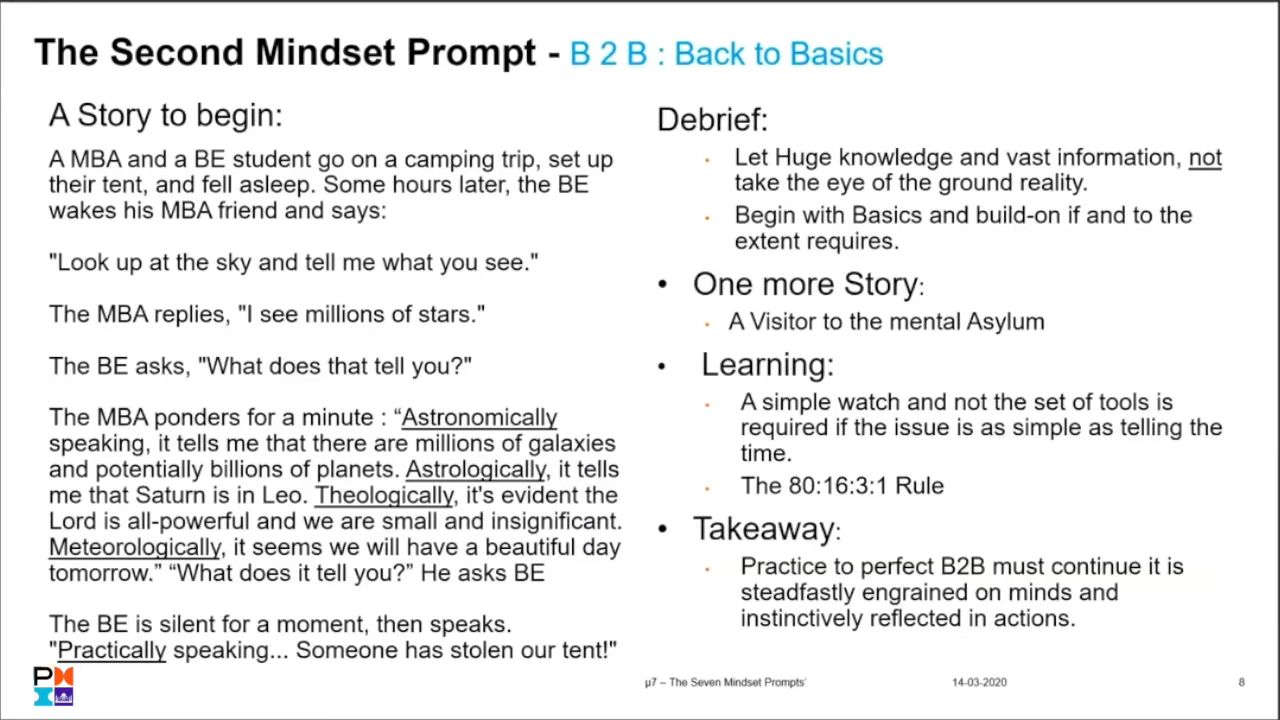 The Second Mindset Prompt - B 2 B : Back to Basics
A Story to begin:
A MBA and a BE student go on a camping trip, set up
their tent, and fell asleep. Some hours later, the BE
wakes his MBA friend and says:
"Look up at the sky and tell me what you see."
The MBA replies, "I see millions of stars."
The BE asks, "What does that tell you?"
The MBA ponders for a minute : “Astronomically
speaking, it tells me that there are millions of galaxies
and potentially billions of planets. Astrologically, it tells
me that Saturn is in Leo. Theologically, it's evident the
Lord is all-powerful and we are small and insignificant.
Meteorologically, it seems we will have a beautiful day
tomorrow.” “What does it tell you?” He asks BE
The BE is silent for a moment, then speaks.
"Practically speaking... Someone has stolen our tent!"
Debrief:
· Let Huge knowledge and vast information, not
take the eye of the ground reality.
· Begin with Basics and build-on if and to the
extent requires.
• One more Story:
· A Visitor to the mental Asylum
• Learning:
· A simple watch and not the set of tools is
required if the issue is as simple as telling the
time.
· The 80:16:3:1 Rule
• Takeaway:
· Practice to perfect B2B must continue it is
steadfastly engrained on minds and
instinctively reflected in actions.
µ7 – The Seven Mindset Prompts’
14-03-2020
8